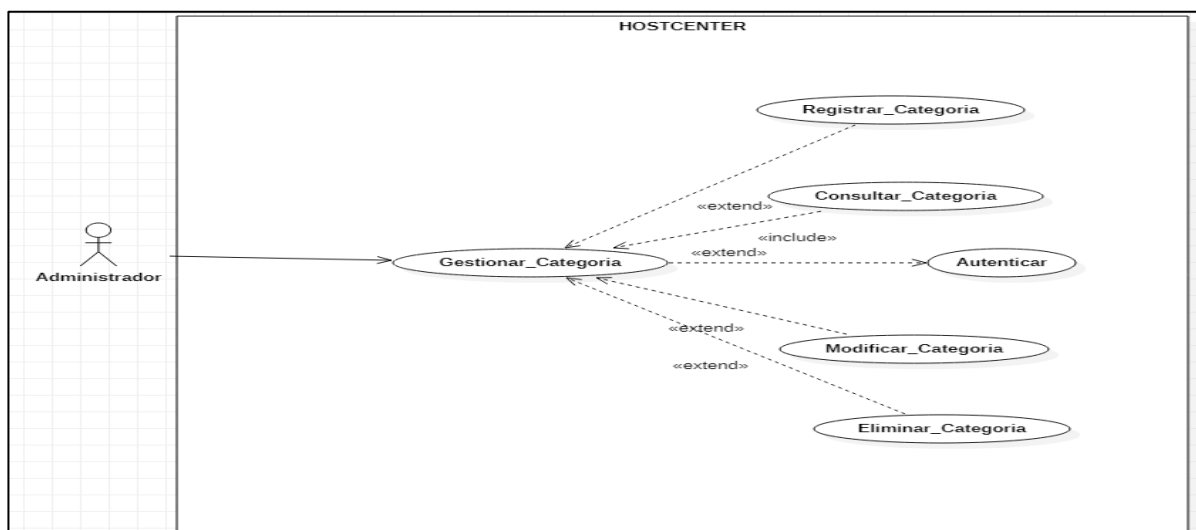 HOSTCENTER
Registrar_Categoria
Consultar_Categoria
«extend»
«include»
«extend»
Gestionar_Categoria
Autenticar
Administrador
«extend»
Modificar_Categoria
«extend»
Eliminar_Categoria